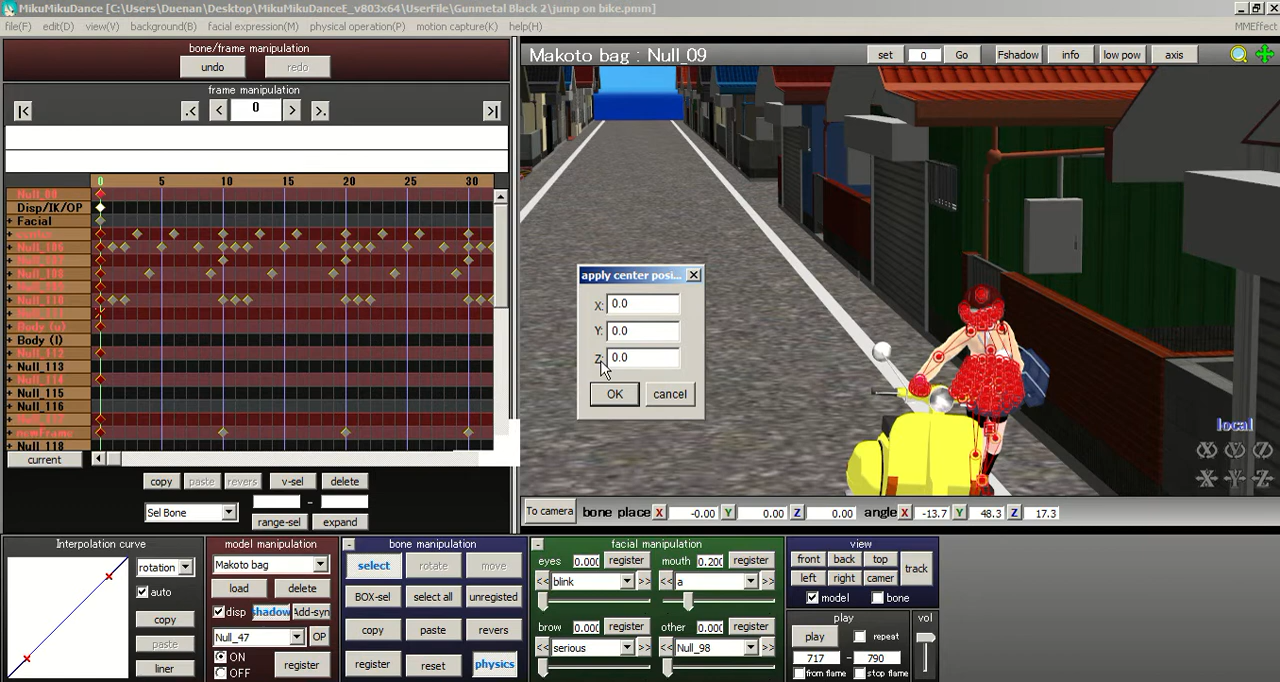 MikuMikuDance [C:\Users\Duenan\Desktop\MikuMikuDanceE_v803x64\UserFile\Gunmetal Black 2\jump on bike.pmm]
file(F) edit(D) view(V) background(B) facial expression(M) physical operation(P) motion capture(K) help(H) MMEffect
bone/frame manipulation
undo redo
frame manipulation
|< .< < 0 > >. >|
0 5 10 15 20 25 30
Disp/IK/OP
+ Facial
+ center
+ Null_106
+ Null_108
+ Null_110
+ Null_111
+ Body (u)
+ Body (l)
+ Null_112
+ Null_113
+ Null_114
+ Null_115
+ Null_116
+ newFrame
+ Null_118
current
copy paste revers v-sel delete
Sel Bone -
range-sel expand
Makoto bag : Null_09
set 0 Go Fshadow info low pow axis
apply center posi...
X: 0.0
Y: 0.0
Z: 0.0
OK cancel
local
X Y Z
X Y Z
To camera bone place X -0.00 Y 0.00 Z 0.00 angle X -13.7 Y 48.3 Z 17.3
Interpolation curve
rotation
auto
copy
paste
liner
model manipulation
Makoto bag
load delete
disp shadow Add-syn
Null_47 OP
ON
OFF
register
- bone manipulation
select rotate move
BOX-sel select all unregisted
copy paste revers
register reset physics
- facial manipulation
eyes 0.000 register mouth 0.200 register
<< blink >> << a >>
brow 0.000 register other 0.000 register
<< serious >> << Null_98 >>
view
front back top
left right camer
track
model bone
play
play repeat
717 - 790
from flame stop flame
vol